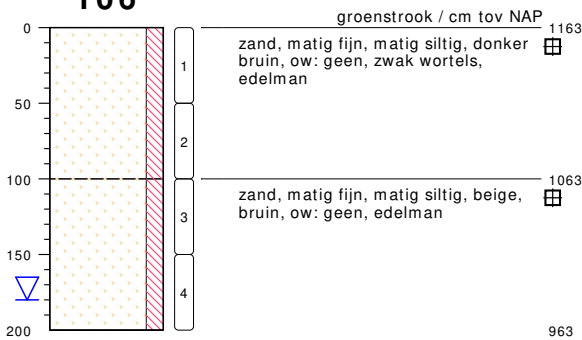 106
groenstrook / cm tov NAP
0
1163
zand, matig fijn, matig siltig, donker
bruin, ow: geen, zwak wortels,
edelman
1
50
2
100
1063
zand, matig fijn, matig siltig, beige,
bruin, ow: geen, edelman
3
150
4
200
963